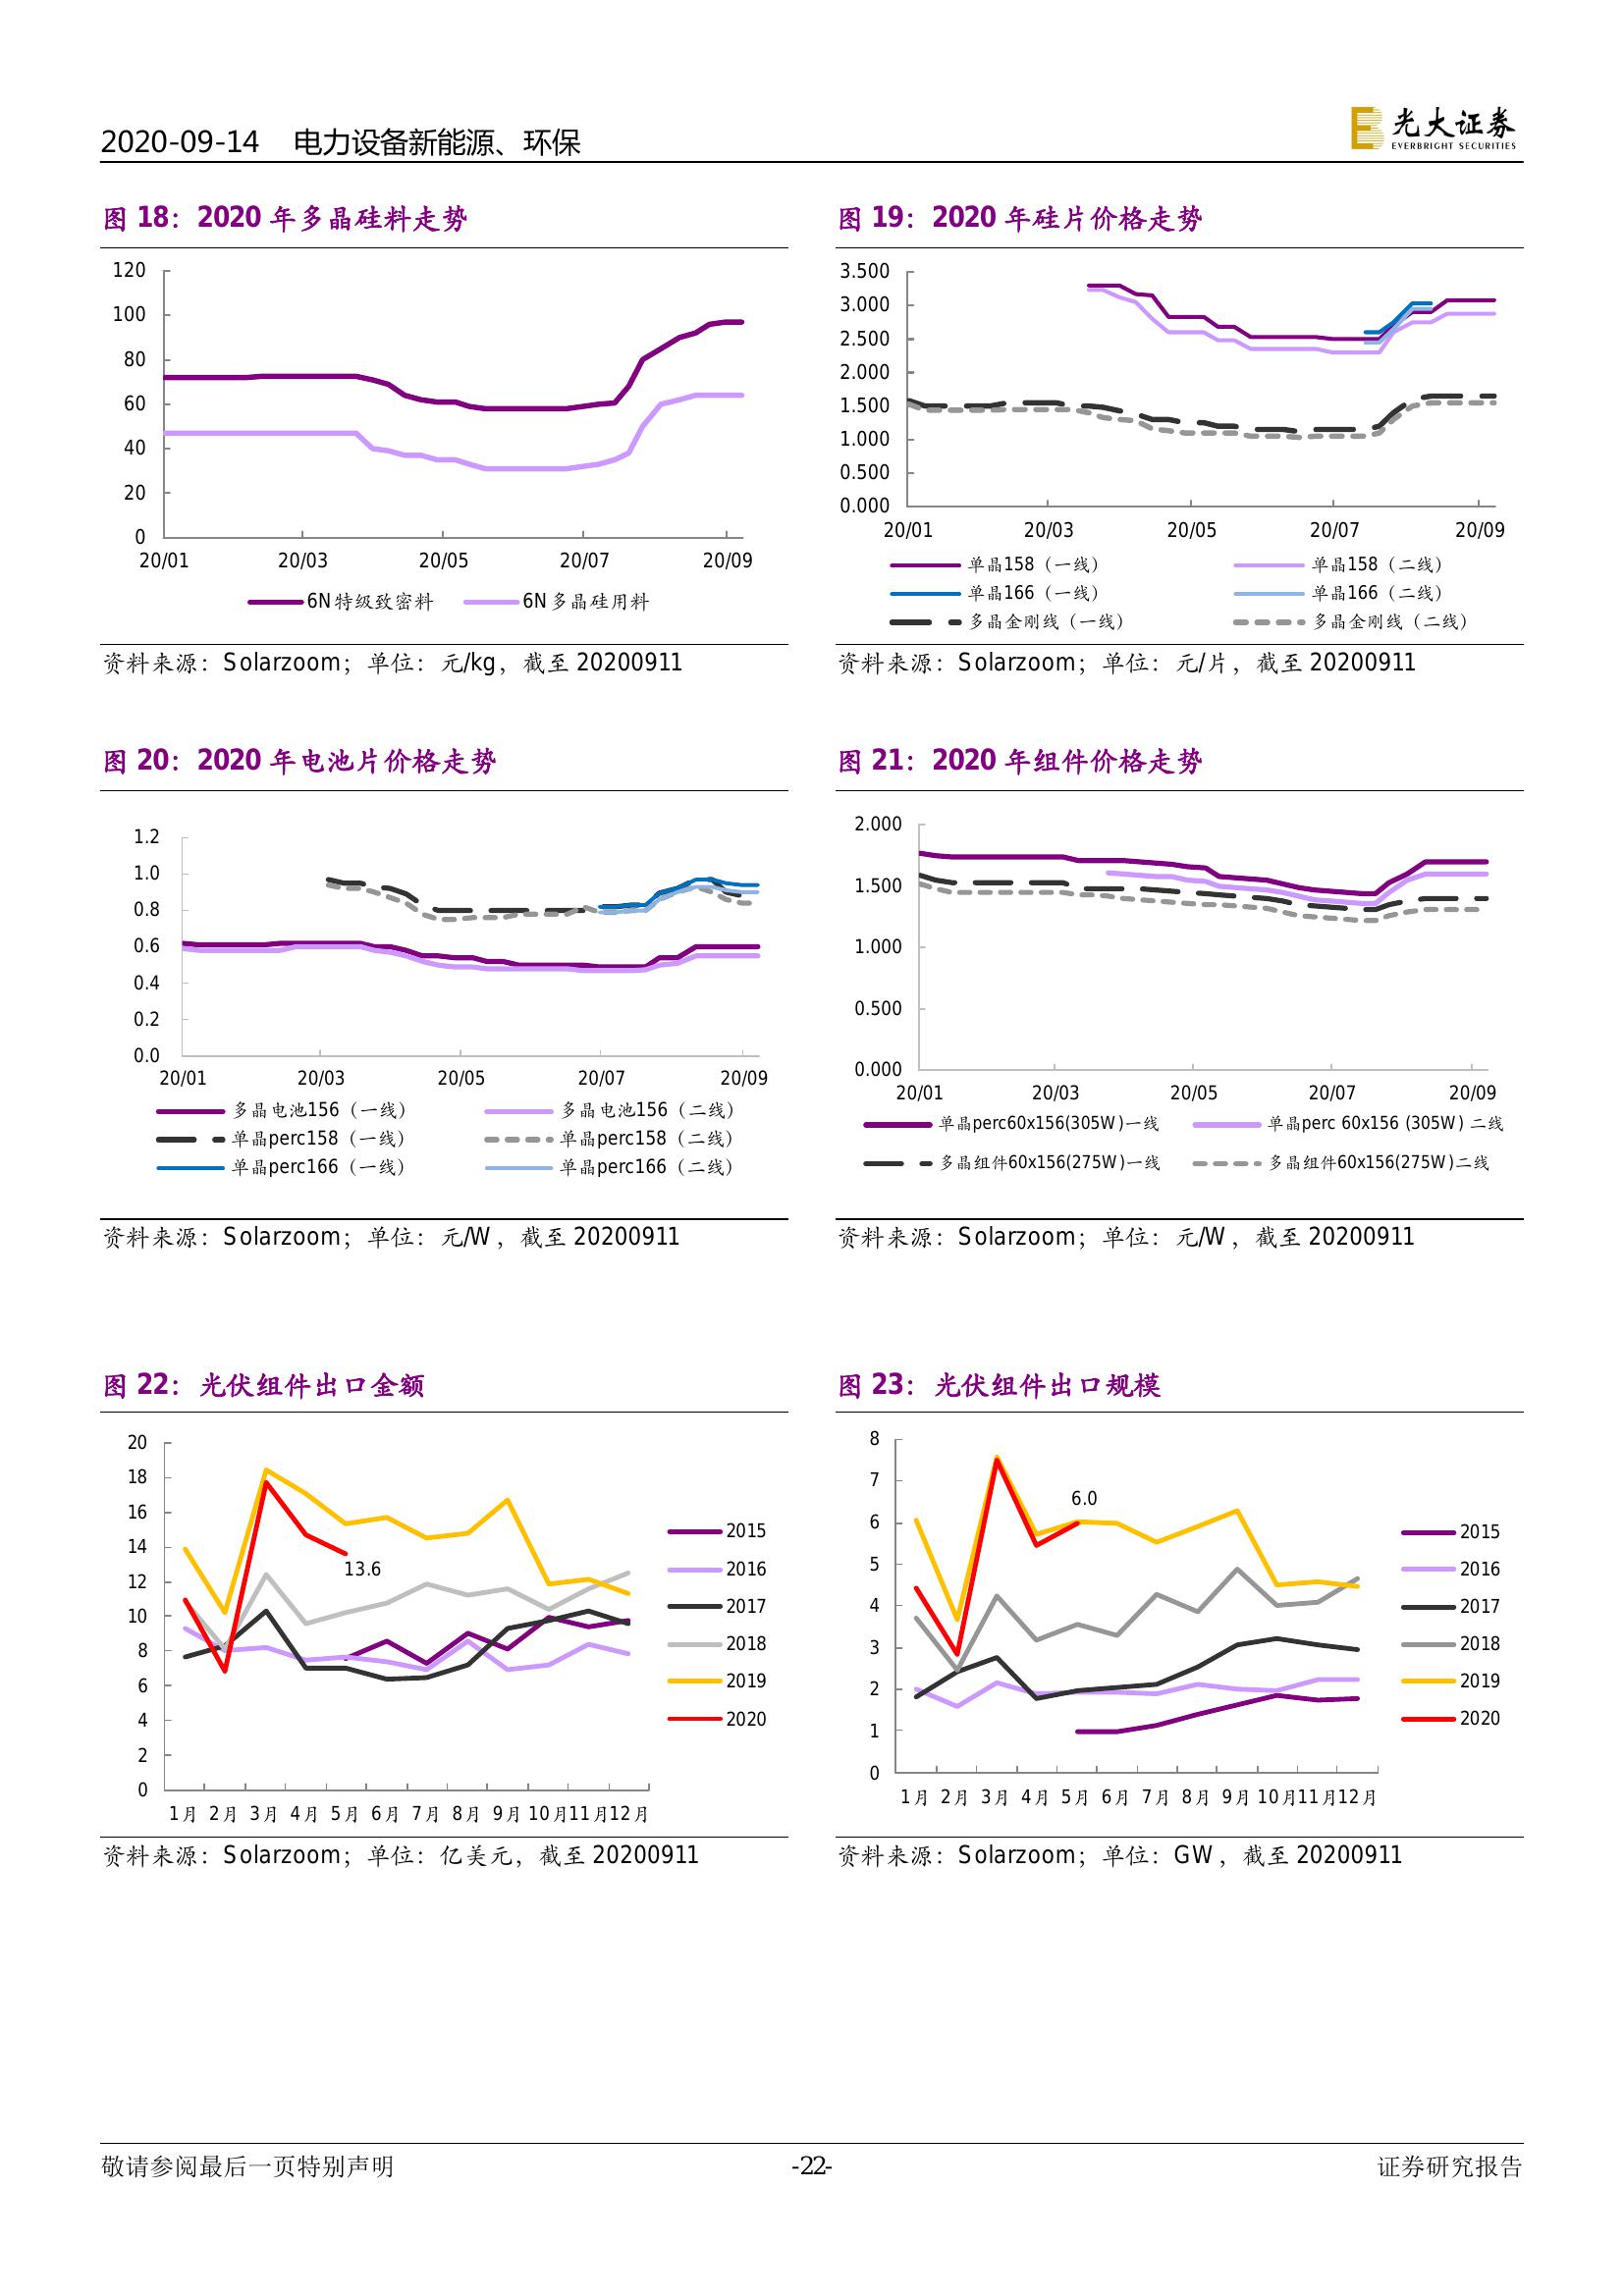 2020-09-14 电力设备新能源、环保
光大证券
EVERBRIGHT SECURITIES
图 18：2020 年多晶硅料走势
120
100
80
60
40
20
0
20/01 20/03 20/05 20/07 20/09
6N特级致密料 6N多晶硅用料
资料来源：Solarzoom；单位：元/kg，截至 20200911
图 19：2020 年硅片价格走势
3.500
3.000
2.500
2.000
1.500
1.000
0.500
0.000
20/01 20/03 20/05 20/07 20/09
单晶158（一线） 单晶158（二线）
单晶166（一线） 单晶166（二线）
多晶金刚线（一线） 多晶金刚线（二线）
资料来源：Solarzoom；单位：元/片，截至 20200911
图 20：2020 年电池片价格走势
1.2
1.0
0.8
0.6
0.4
0.2
0.0
20/01 20/03 20/05 20/07 20/09
多晶电池156（一线） 多晶电池156（二线）
单晶perc158（一线） 单晶perc158（二线）
单晶perc166（一线） 单晶perc166（二线）
资料来源：Solarzoom；单位：元/W，截至 20200911
图 21：2020 年组件价格走势
2.000
1.500
1.000
0.500
0.000
20/01 20/03 20/05 20/07 20/09
单晶perc60x156(305W)一线 单晶perc 60x156 (305W) 二线
多晶组件60x156(275W)一线 多晶组件60x156(275W)二线
资料来源：Solarzoom；单位：元/W，截至 20200911
图 22：光伏组件出口金额
20
18
16
14
12
10
8
6
4
2
0
13.6
1月 2月 3月 4月 5月 6月 7月 8月 9月 10月11月12月
2015
2016
2017
2018
2019
2020
资料来源：Solarzoom；单位：亿美元，截至 20200911
图 23：光伏组件出口规模
8
7
6
5
4
3
2
1
0
6.0
1月 2月 3月 4月 5月 6月 7月 8月 9月 10月11月12月
2015
2016
2017
2018
2019
2020
资料来源：Solarzoom；单位：GW，截至 20200911
敬请参阅最后一页特别声明 -22- 证券研究报告